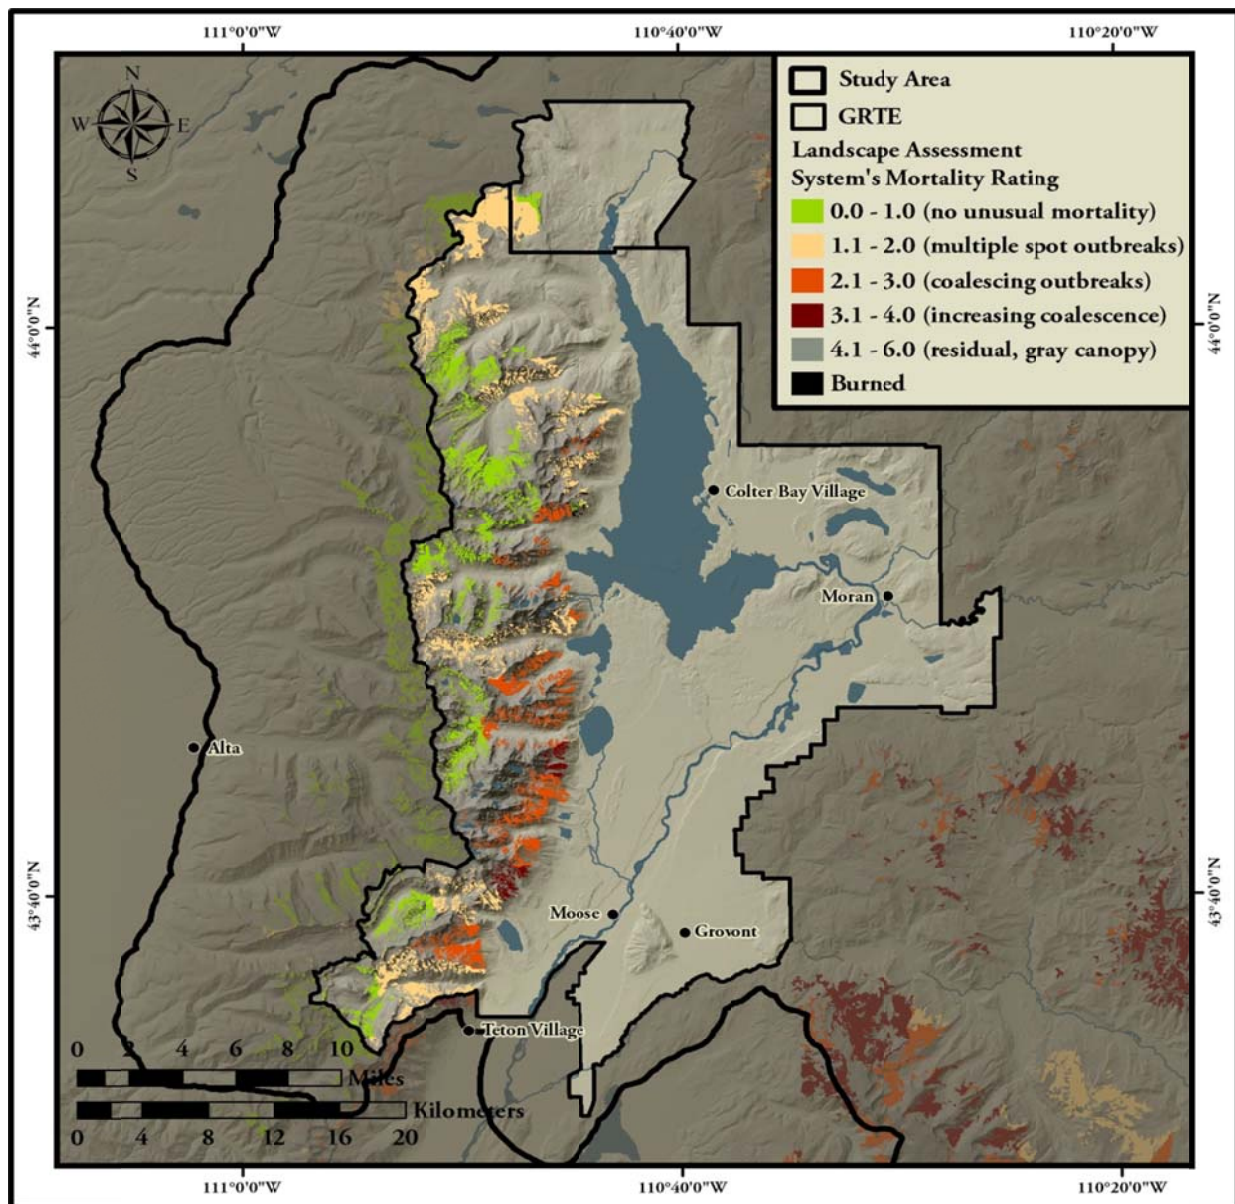 111°0'0"W 110°40'0"W 110°20'0"W
N
W E
S
Study Area
GRTE
Landscape Assessment
System's Mortality Rating
0.0 - 1.0 (no unusual mortality)
1.1 - 2.0 (multiple spot outbreaks)
2.1 - 3.0 (coalescing outbreaks)
3.1 - 4.0 (increasing coalescence)
4.1 - 6.0 (residual, gray canopy)
Burned
44°0'0"N 44°0'0"N
Colter Bay Village
Moran
Alta
43°40'0"N 43°40'0"N
Moose
Grovont
Teton Village
0 2 4 6 8 10
Miles
Kilometers
0 4 8 12 16 20
111°0'0"W 110°40'0"W 110°20'0"W